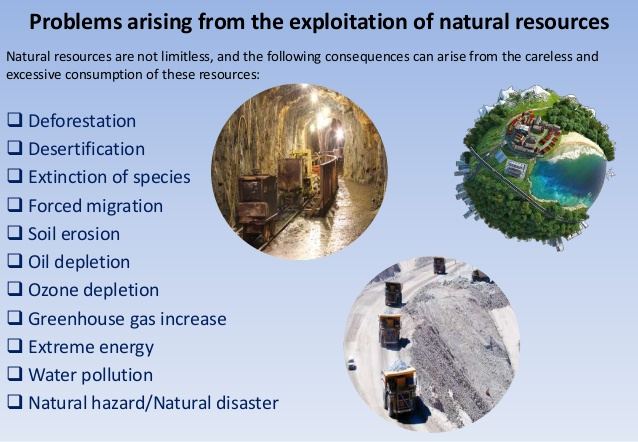 Problems arising from the exploitation of natural resources
Natural resources are not limitless, and the following consequences can arise from the careless and
excessive consumption of these resources:
Deforestation
Desertification
Extinction of species
Forced migration
Soil erosion
Oil depletion
Ozone depletion
Greenhouse gas increase
Extreme energy
Water pollution
Natural hazard/Natural disaster